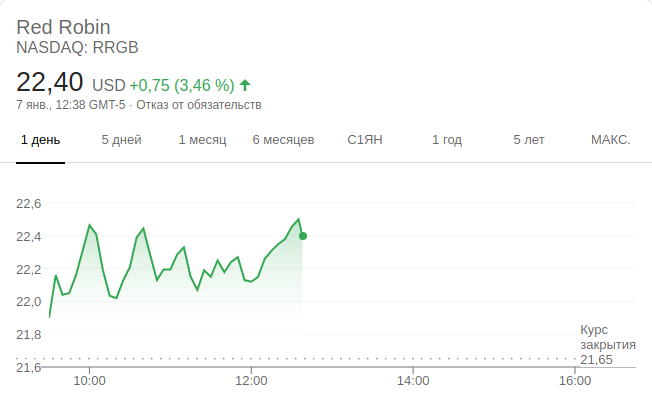 Red Robin
NASDAQ: RRGB
22,40 USD +0,75 (3,46 %)
7 янв., 12:38 GMT-5 · Отказ от обязательств
1 день 5 дней 1 месяц 6 месяцев С1ЯН 1 год 5 лет МАКС.
22,6
22,4
22,2
22,0
21,8
21,6
Курс
закрытия
21,65
10:00 12:00 14:00 16:00